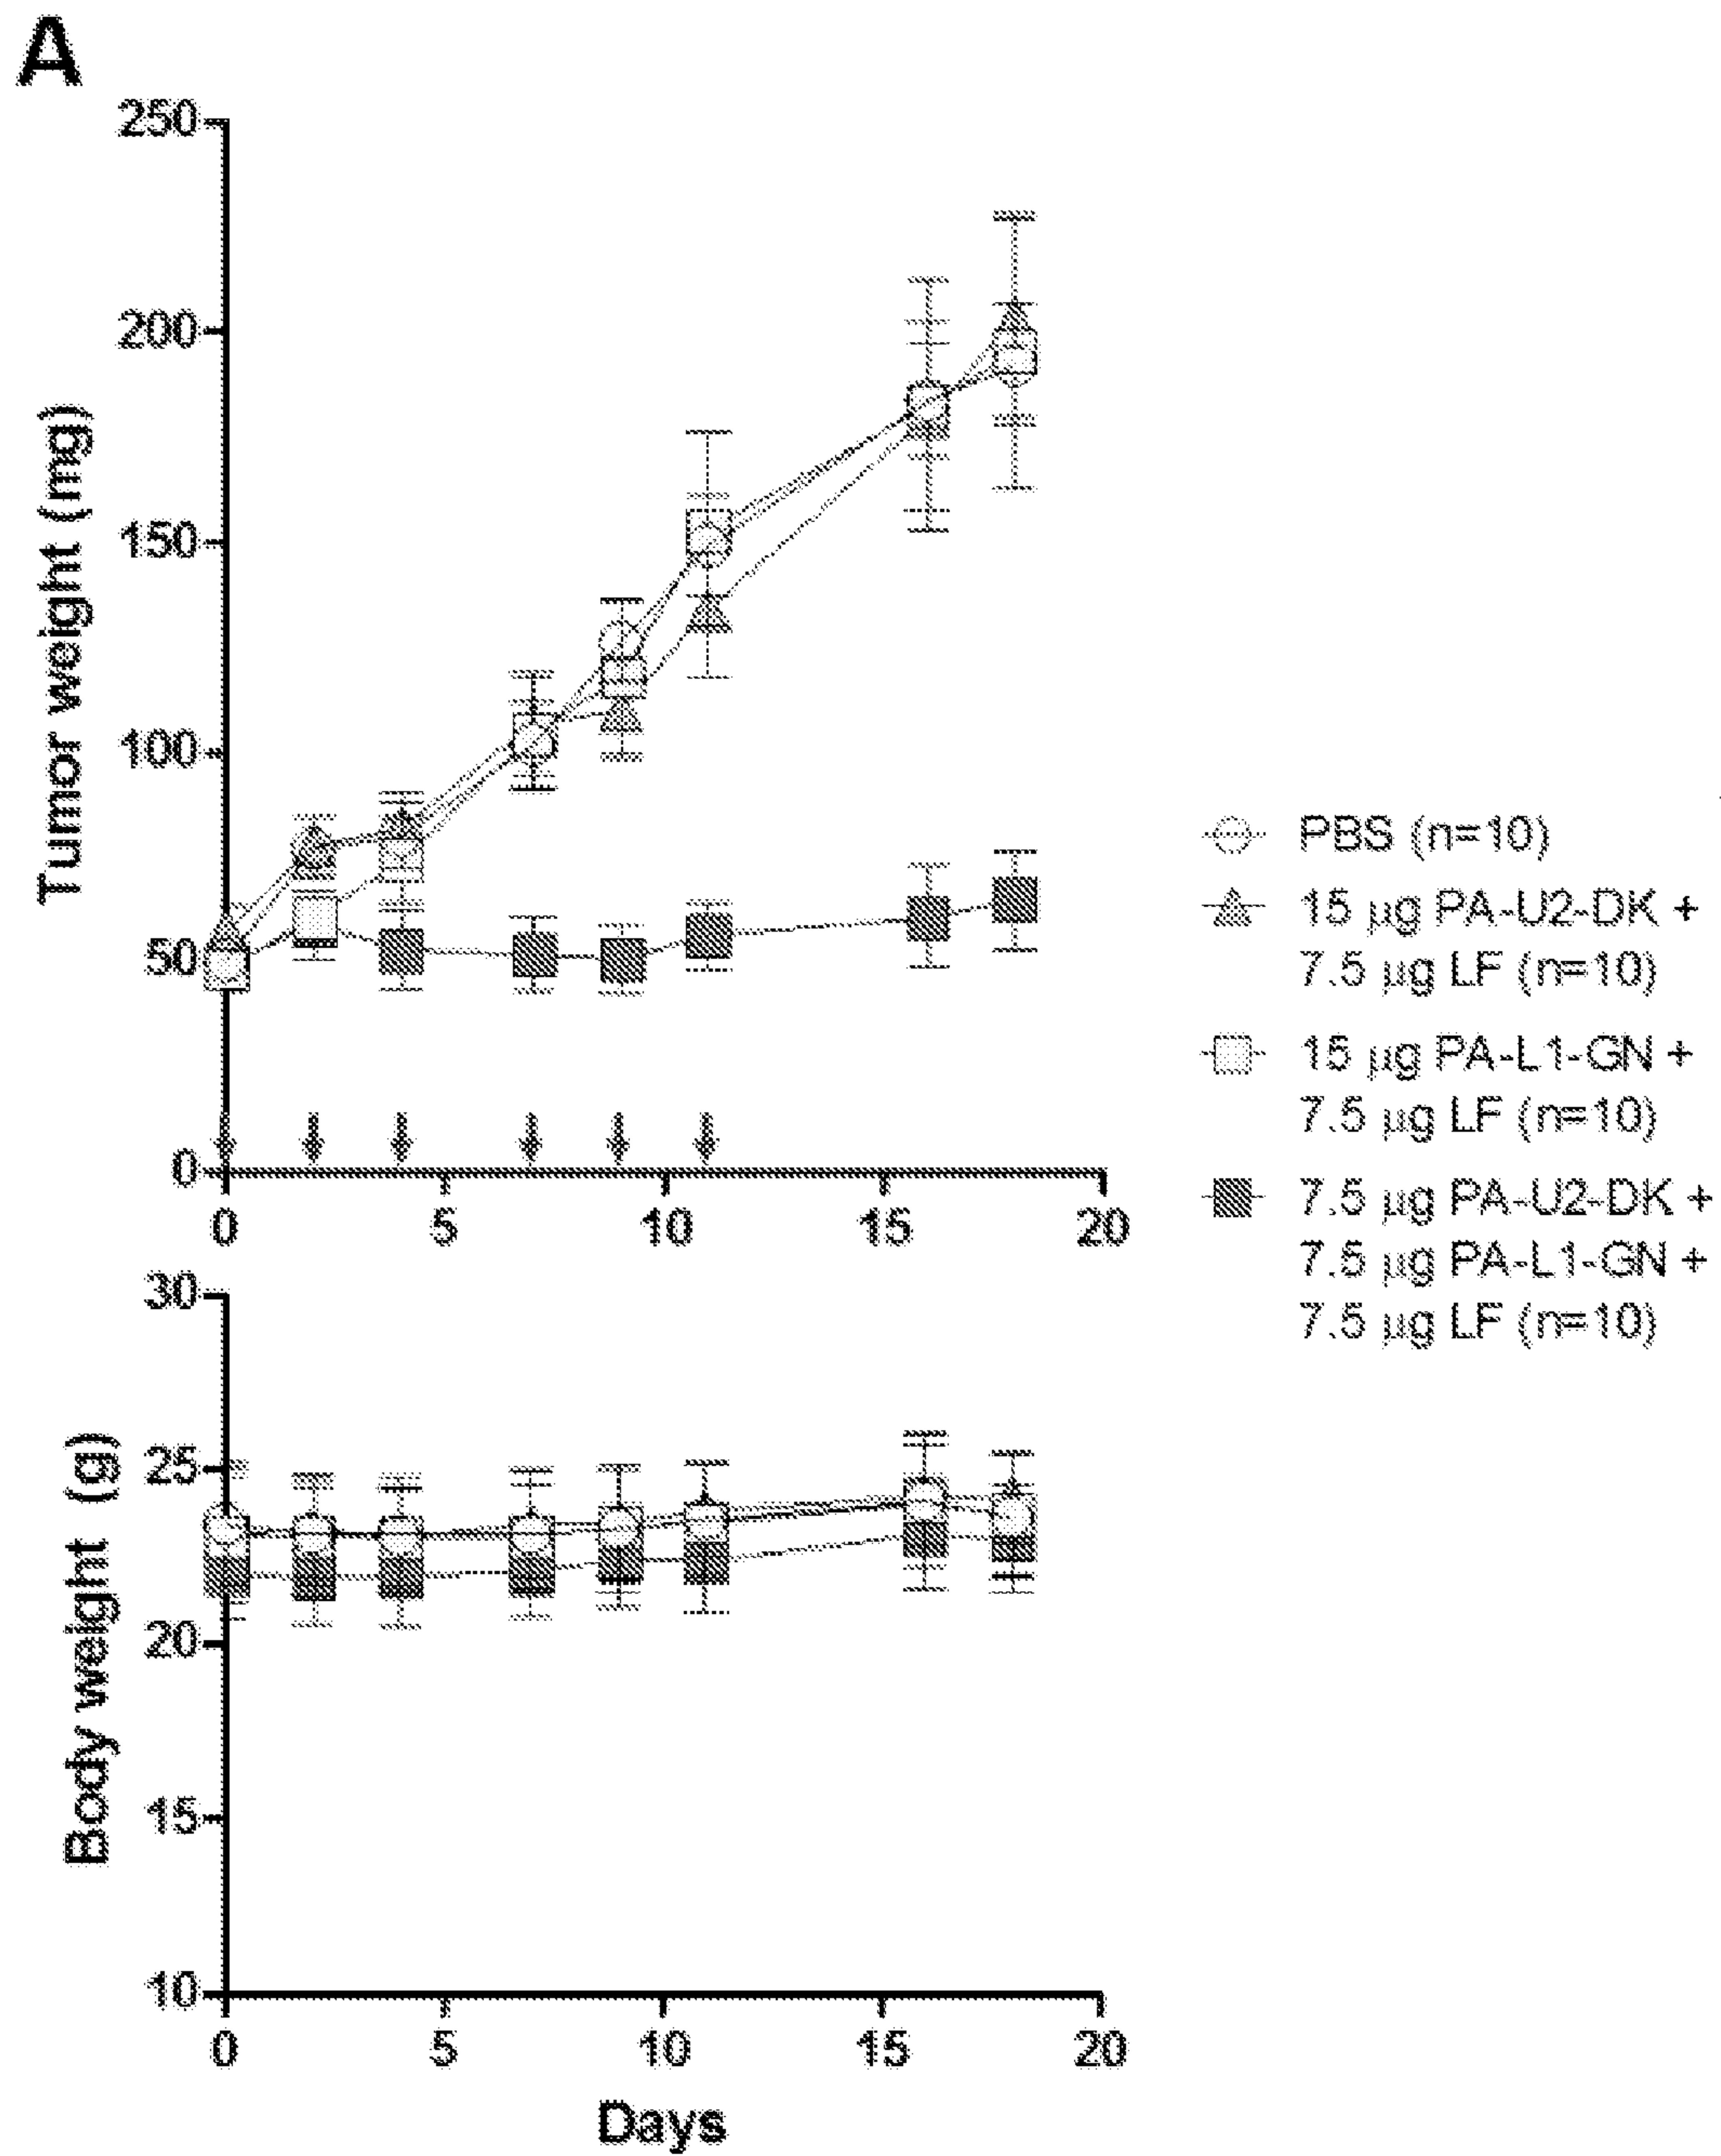 A
250
200
150
100
50
0
Tumor weight (mg)
0 5 10 15 20
PBS (n=10)
15 µg PA-U2-DK +
7.5 µg LF (n=10)
15 µg PA-L1-GN +
7.5 µg LF (n=10)
7.5 µg PA-U2-DK +
7.5 µg PA-L1-GN +
7.5 µg LF (n=10)
30
25
20
15
10
Body weight (g)
0 5 10 15 20
Days